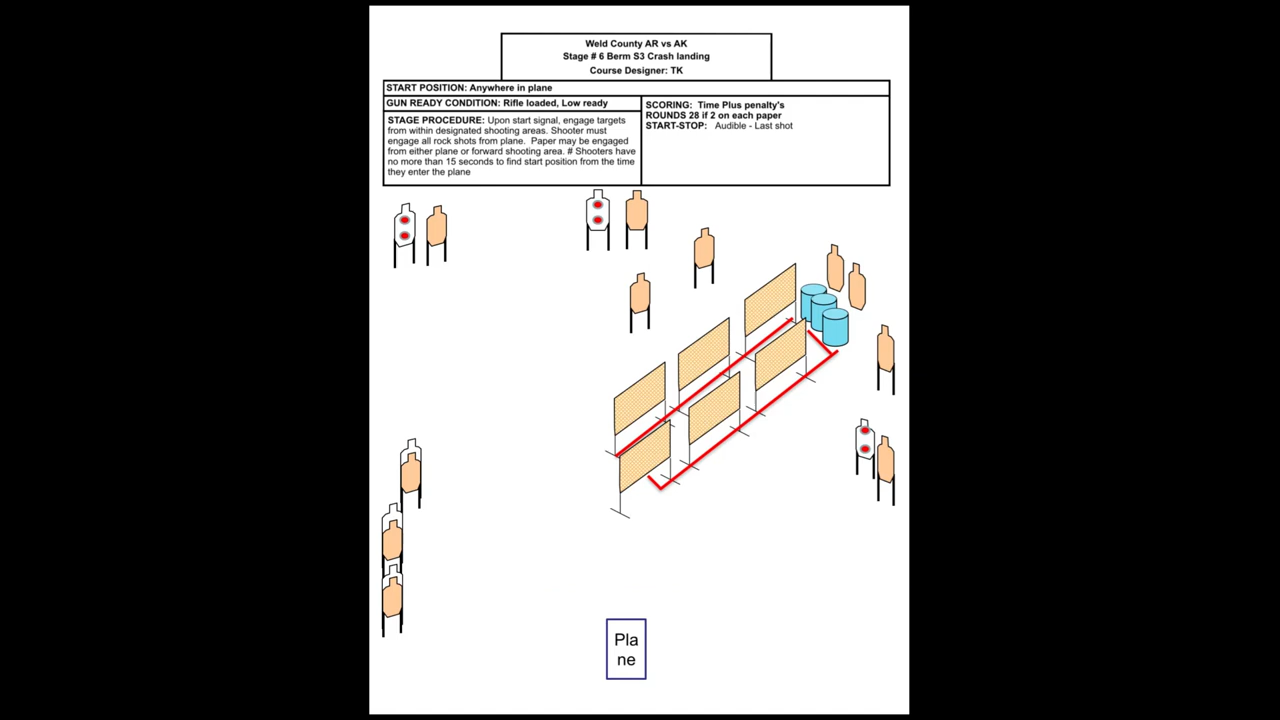 Weld County AR vs AK
Stage # 6 Berm S3 Crash landing
Course Designer: TK
START POSITION: Anywhere in plane
GUN READY CONDITION: Rifle loaded, Low ready
STAGE PROCEDURE: Upon start signal, engage targets
from within designated shooting areas. Shooter must
engage all rock shots from plane.  Paper may be engaged
from either plane or forward shooting area. # Shooters have
no more than 15 seconds to find start position from the time
they enter the plane
SCORING:  Time Plus penalty's
ROUNDS 28 if 2 on each paper
START-STOP:   Audible - Last shot
Pla
ne